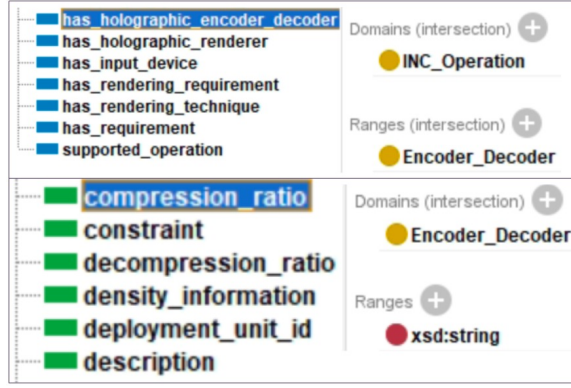 has_holographic_encoder_decoder
has_holographic_renderer
has_input_device
has_rendering_requirement
has_rendering_technique
has_requirement
supported_operation
Domains (intersection)
INC_Operation
Ranges (intersection)
Encoder_Decoder
compression_ratio
constraint
decompression_ratio
density_information
deployment_unit_id
description
Domains (intersection)
Encoder_Decoder
Ranges
xsd:string